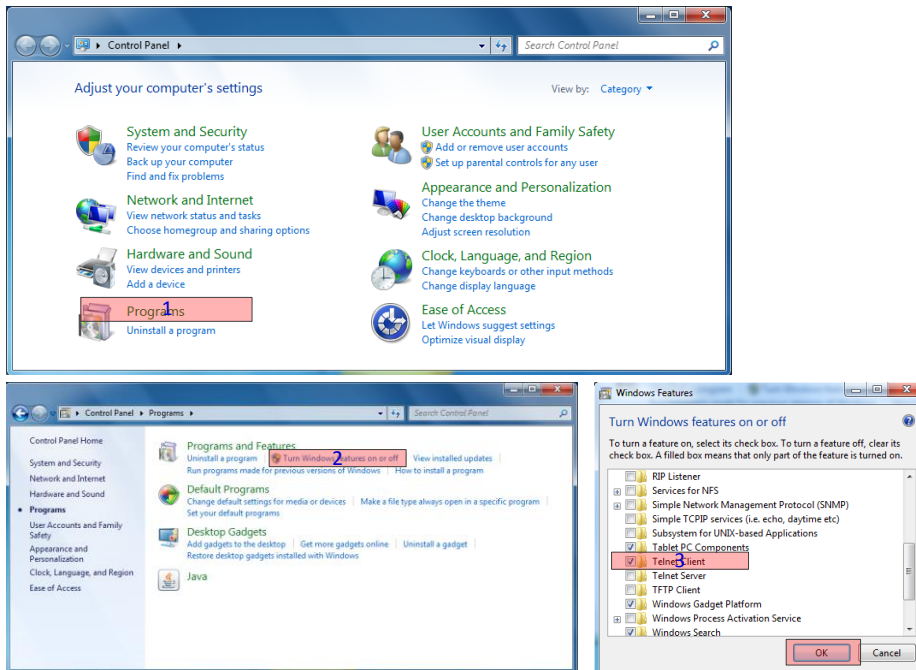 Control Panel
Search Control Panel
Adjust your computer's settings
View by: Category
System and Security
Review your computer's status
Back up your computer
Find and fix problems
Network and Internet
View network status and tasks
Choose homegroup and sharing options
Hardware and Sound
View devices and printers
Add a device
Programs
1
Uninstall a program
User Accounts and Family Safety
Add or remove user accounts
Set up parental controls for any user
Appearance and Personalization
Change the theme
Change desktop background
Adjust screen resolution
Clock, Language, and Region
Change keyboards or other input methods
Change display language
Ease of Access
Let Windows suggest settings
Optimize visual display
Control Panel Programs
Search Control Panel
Control Panel Home
System and Security
Network and Internet
Hardware and Sound
Programs
User Accounts and Family
Safety
Appearance and
Personalization
Clock, Language, and Region
Ease of Access
Programs and Features
Uninstall a program Turn Windows features on or off View installed updates
2
Run programs made for previous versions of Windows How to install a program
Default Programs
Change default settings for media or devices Make a file type always open in a specific program
Set your default programs
Desktop Gadgets
Add gadgets to the desktop Get more gadgets online Uninstall a gadget
Restore desktop gadgets installed with Windows
Java
Windows Features
Turn Windows features on or off
To turn a feature on, select its check box. To turn a feature off, clear its
check box. A filled box means that only part of the feature is turned on.
RIP Listener
Services for NFS
Simple Network Management Protocol (SNMP)
Simple TCPIP services (i.e. echo, daytime etc)
Subsystem for UNIX-based Applications
Tablet PC Components
Telnet Client
3
Telnet Server
TFTP Client
Windows Gadget Platform
Windows Process Activation Service
Windows Search
OK Cancel